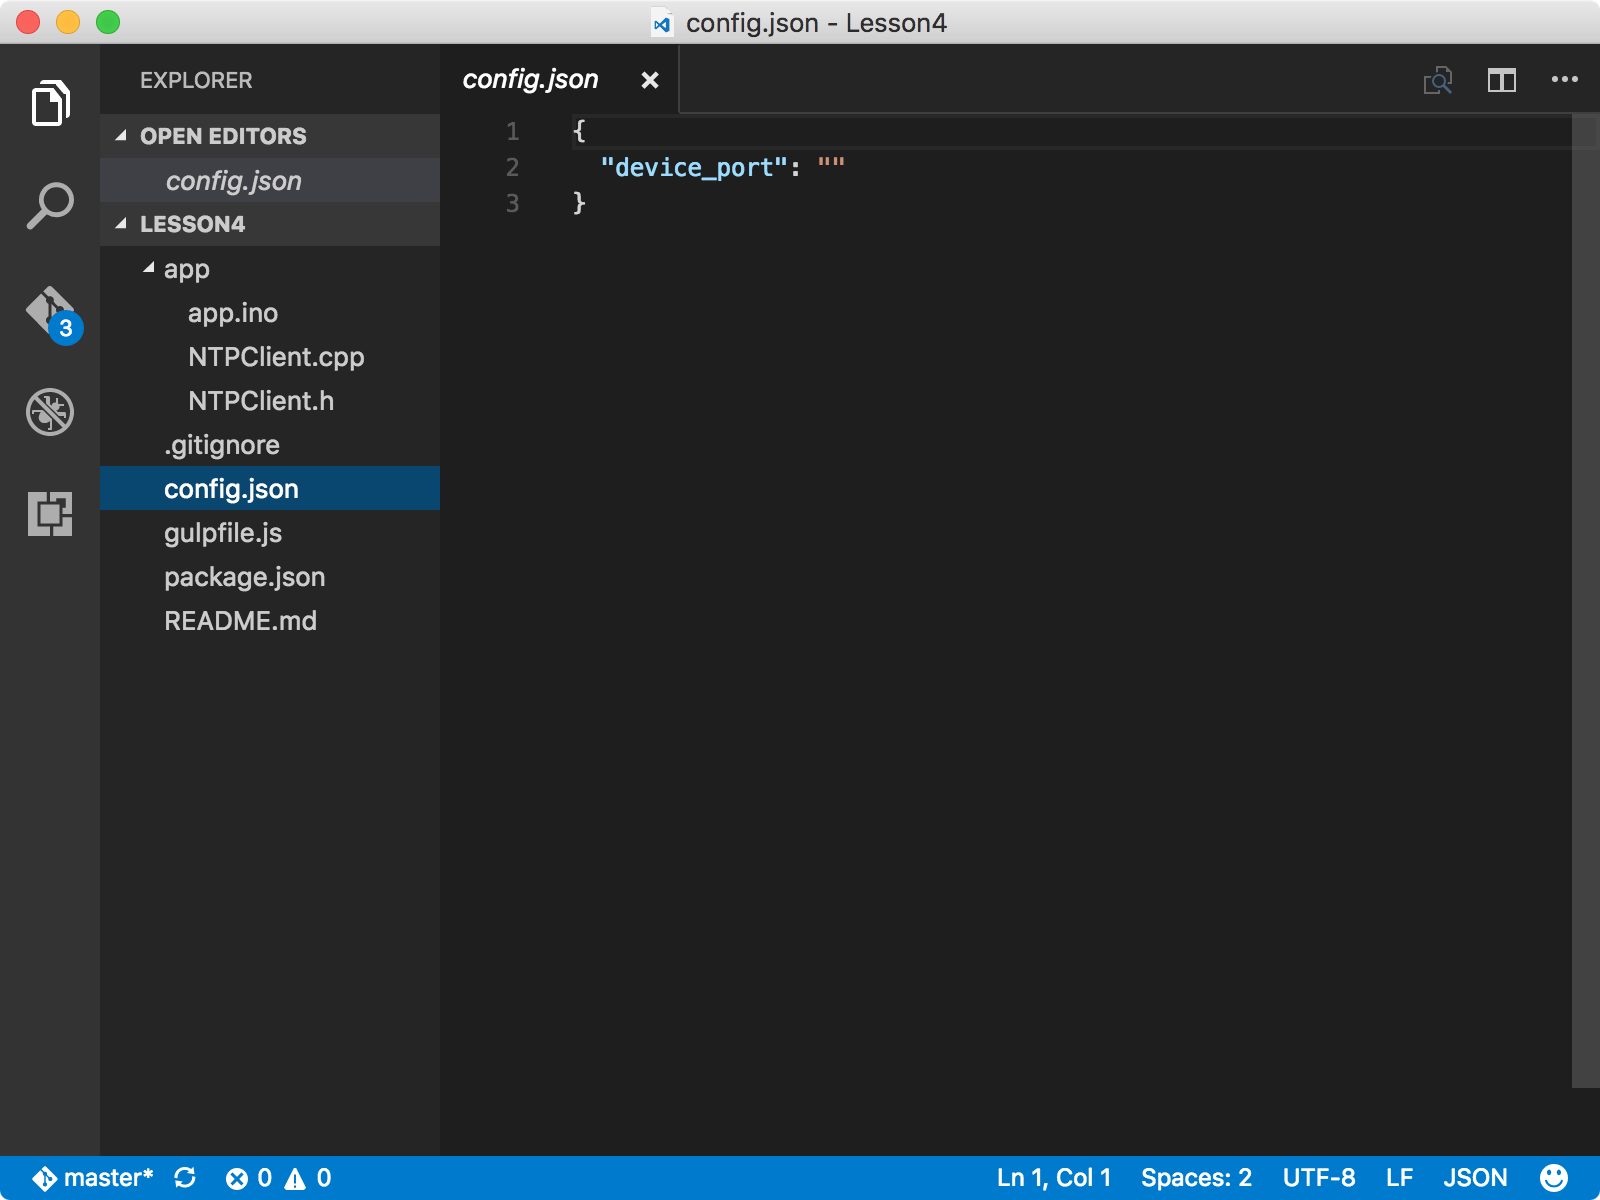 config.json - Lesson4
EXPLORER
OPEN EDITORS
config.json
LESSON4
app
app.ino
NTPClient.cpp
NTPClient.h
.gitignore
config.json
gulpfile.js
package.json
README.md
3
config.json
1 {
2 "device_port": ""
3 }
master* 0 0 Ln 1, Col 1 Spaces: 2 UTF-8 LF JSON